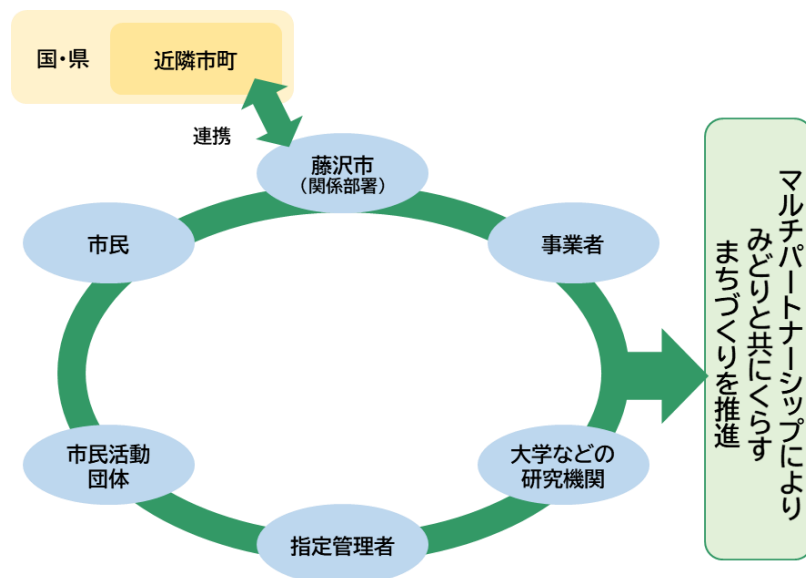 国・県
近隣市町
連携
藤沢市
（関係部署）
市民
事業者
市民活動
団体
大学などの
研究機関
指定管理者
マルチパートナーシップにより
みどりと共にくらす
まちづくりを推進